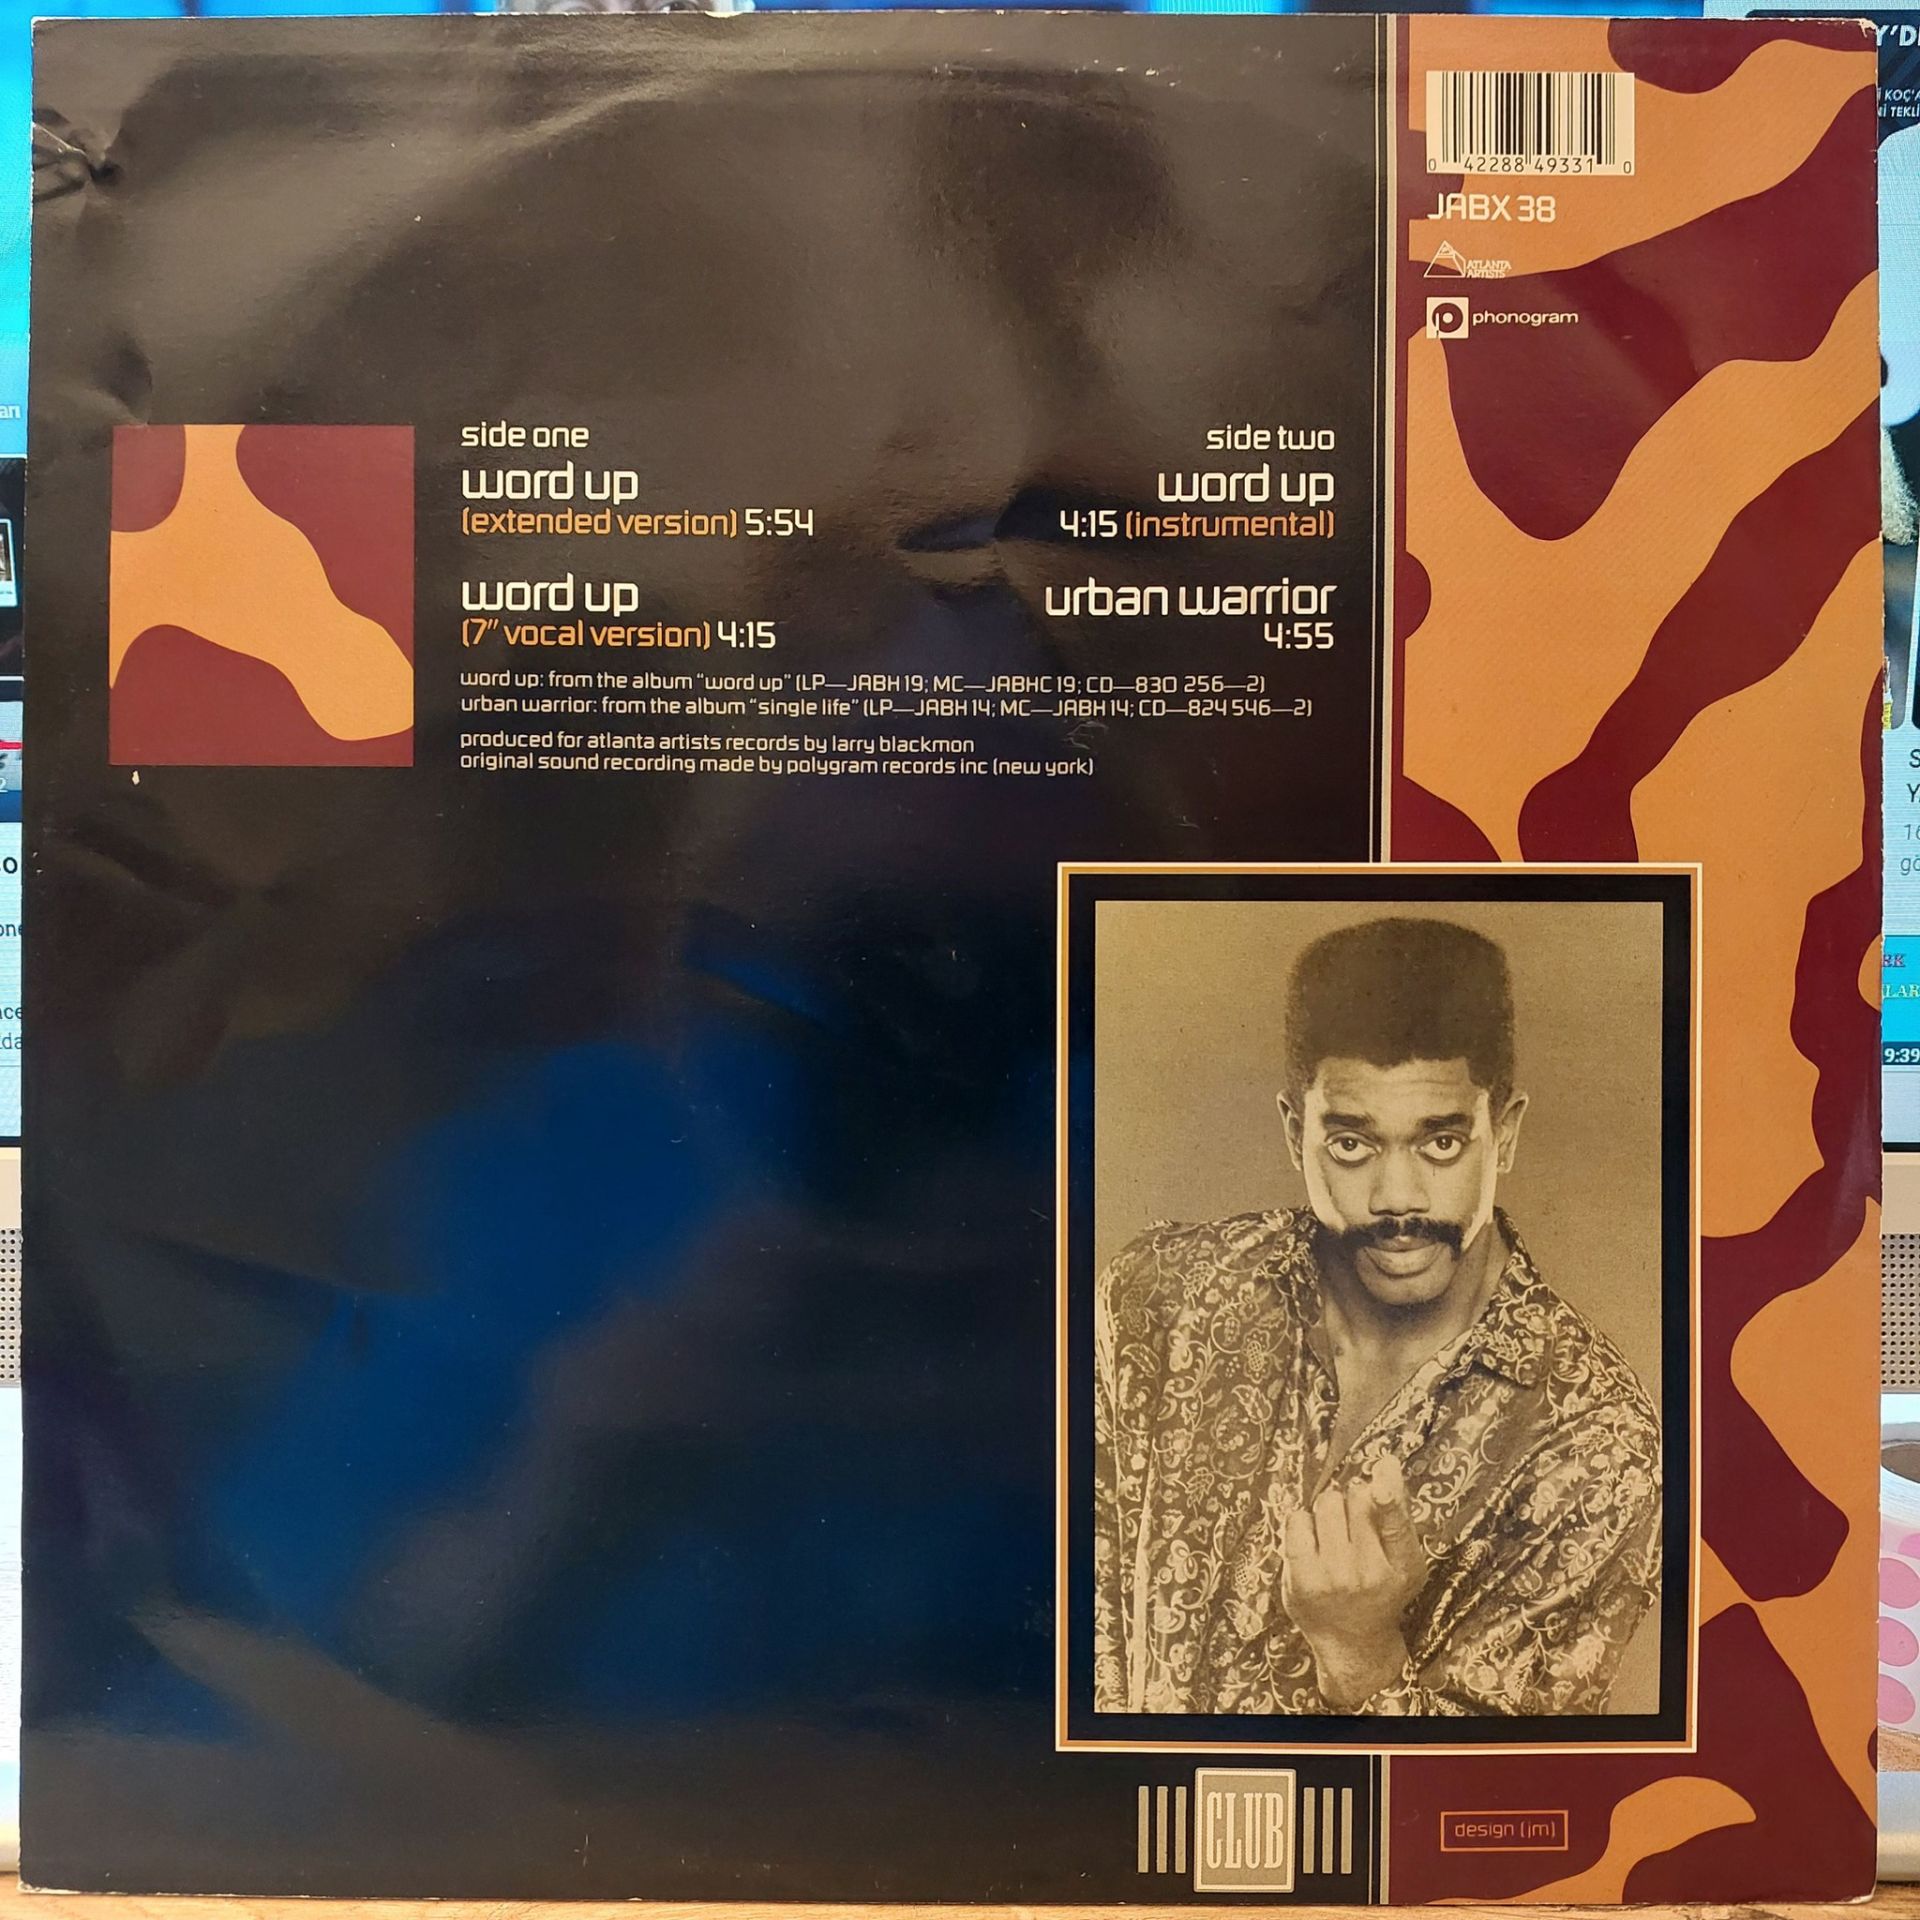 side one
word up
(extended version) 5:54
word up
(7" vocal version) 4:15
side two
word up
4:15 (instrumental)
urban warrior
4:55
word up: from the album "word up" (LP—JABH 19; MC—JABHC 19; CD—830 256—2)
urban warrior: from the album "single life" (LP—JABH 14; MC—JABH 14; CD—824 546—2)
produced for atlanta artists records by larry blackmon
original sound recording made by polygram records inc (new york)
0 42288 49331 0
JABX 38
ATLANTA
ARTISTS
phonogram
CLUB
design (jm)
9:39